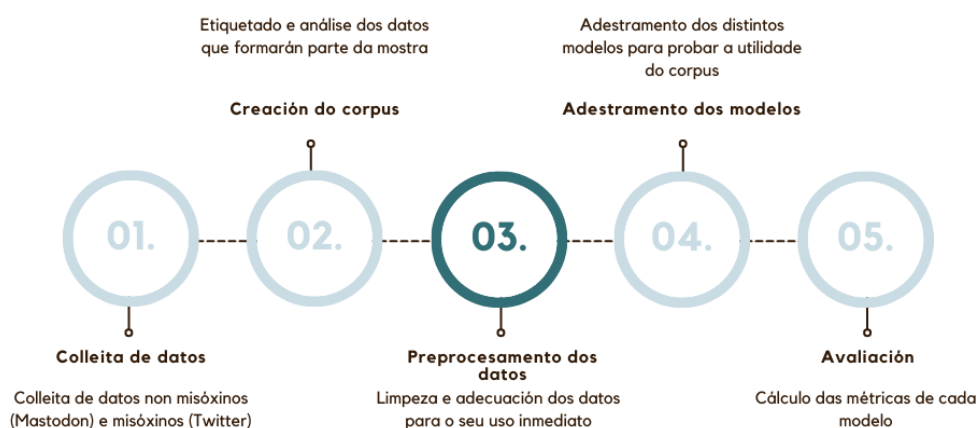 Etiquetado e análise dos datos
que formarán parte da mostra
Creación do corpus
Adestramento dos distintos
modelos para probar a utilidade
do corpus
Adestramento dos modelos
01.
02.
03.
04.
05.
Colleita de datos
Colleita de datos non misóxinos
(Mastodon) e misóxinos (Twitter)
Preprocesamento dos
datos
Limpeza e adecuación dos datos
para o seu uso inmediato
Avaliación
Cálculo das métricas de cada
modelo